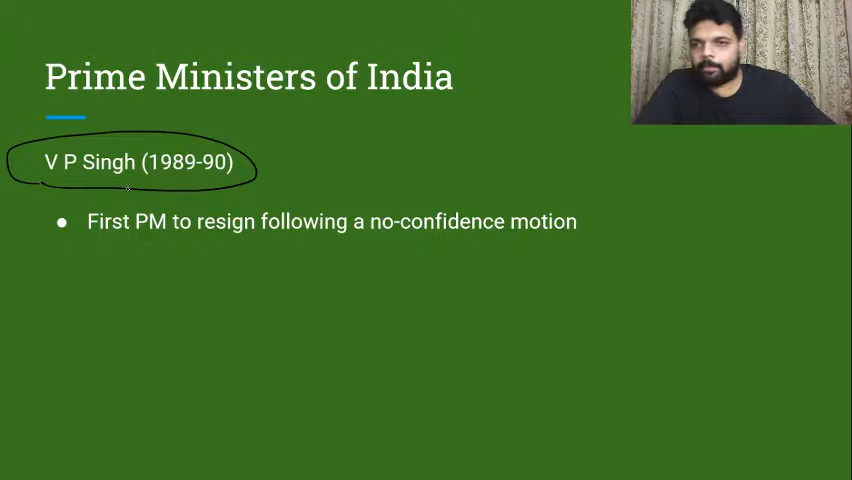 Prime Ministers of India
V P Singh (1989-90)
● First PM to resign following a no-confidence motion